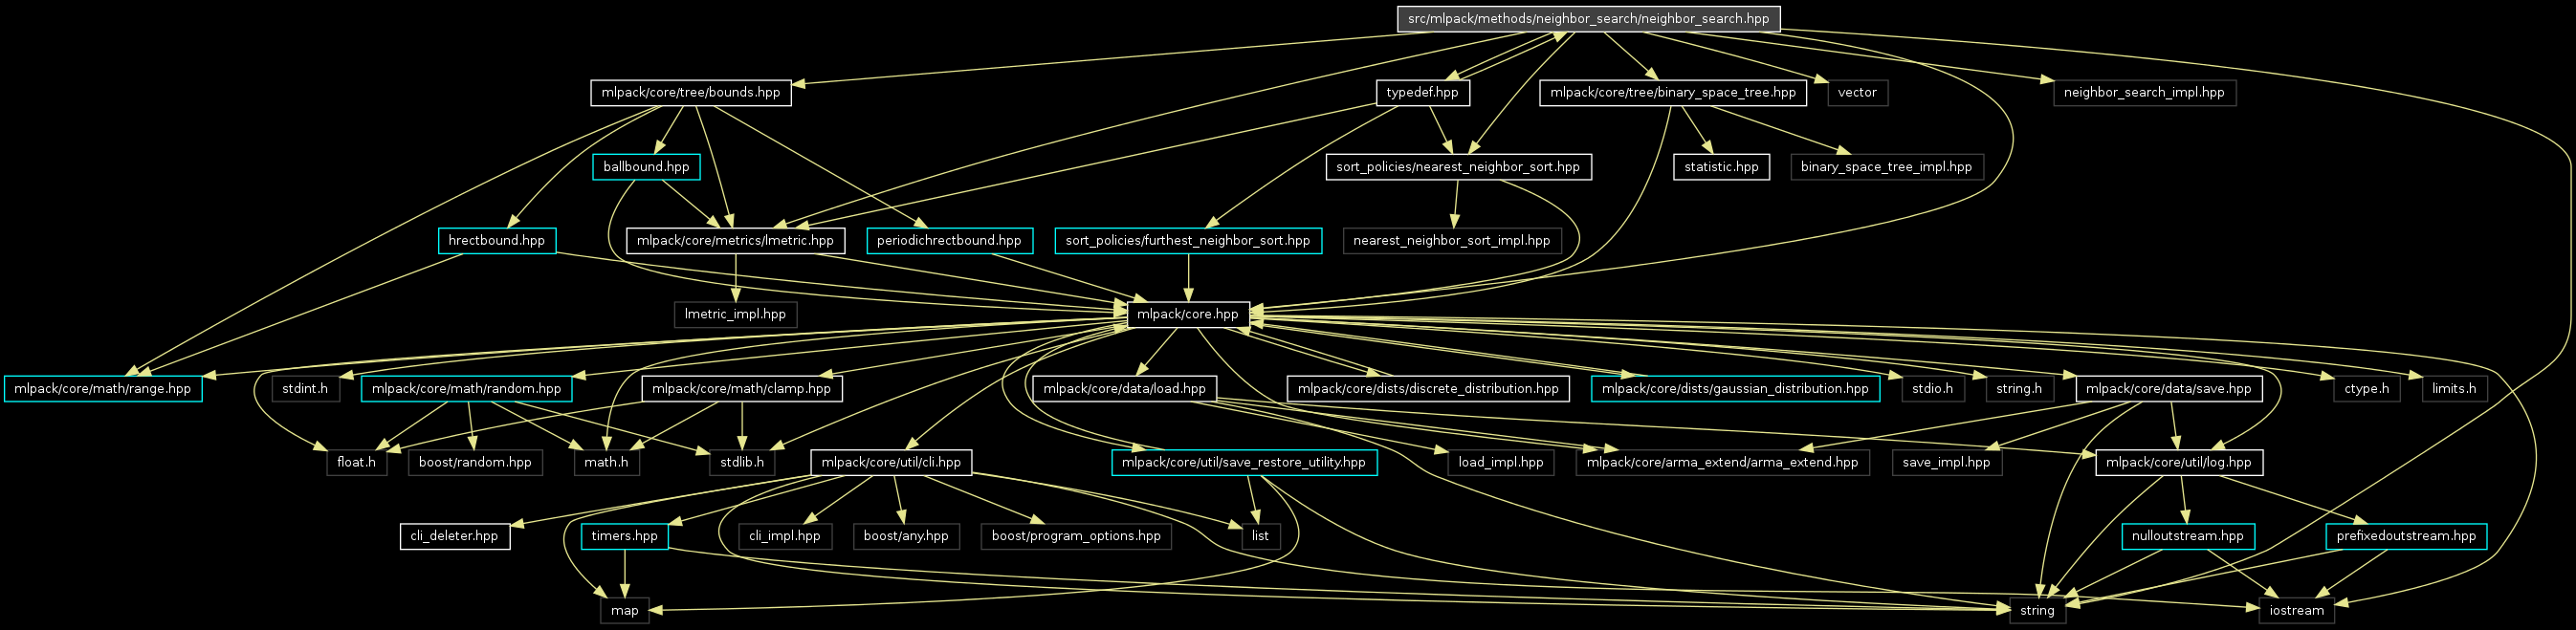 src/mlpack/methods/neighbor_search/neighbor_search.hpp
mlpack/core/tree/bounds.hpp
typedef.hpp
mlpack/core/tree/binary_space_tree.hpp
vector
neighbor_search_impl.hpp
ballbound.hpp
sort_policies/nearest_neighbor_sort.hpp
statistic.hpp
binary_space_tree_impl.hpp
hrectbound.hpp
mlpack/core/metrics/lmetric.hpp
periodichrectbound.hpp
sort_policies/furthest_neighbor_sort.hpp
nearest_neighbor_sort_impl.hpp
lmetric_impl.hpp
mlpack/core.hpp
mlpack/core/math/range.hpp
stdint.h
mlpack/core/math/random.hpp
mlpack/core/math/clamp.hpp
mlpack/core/data/load.hpp
mlpack/core/dists/discrete_distribution.hpp
mlpack/core/dists/gaussian_distribution.hpp
stdio.h
string.h
mlpack/core/data/save.hpp
ctype.h
limits.h
float.h
boost/random.hpp
math.h
stdlib.h
mlpack/core/util/cli.hpp
mlpack/core/util/save_restore_utility.hpp
load_impl.hpp
mlpack/core/arma_extend/arma_extend.hpp
save_impl.hpp
mlpack/core/util/log.hpp
cli_deleter.hpp
timers.hpp
cli_impl.hpp
boost/any.hpp
boost/program_options.hpp
list
nulloutstream.hpp
prefixedoutstream.hpp
map
string
iostream